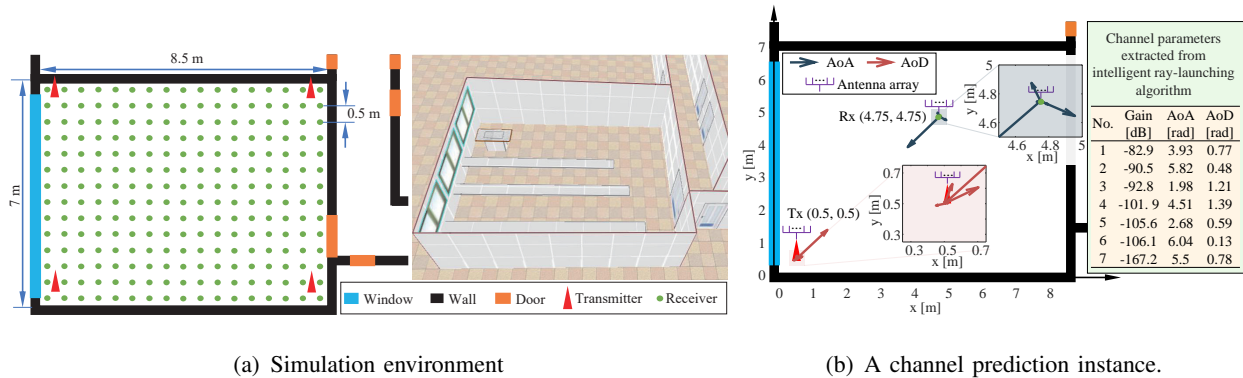 8.5 m
0.5 m
7 m
Window
Wall
Door
Transmitter
Receiver
(a) Simulation environment
7
6
5
4
3
2
1
0
y [m]
0
1
2
3
4
5
6
7
8
x [m]
AoA
AoD
Antenna array
Rx (4.75, 4.75)
Tx (0.5, 0.5)
5
4.8
4.6
y [m]
4.6
4.8
5
x [m]
0.7
0.5
0.3
y [m]
0.3
0.5
0.7
x [m]
Channel parameters
extracted from
intelligent ray-launching
algorithm
No. Gain [dB] AoA [rad] AoD [rad]
1 -82.9 3.93 0.77
2 -90.5 5.82 0.48
3 -92.8 1.98 1.21
4 -101. 9 4.51 1.39
5 -105.6 2.68 0.59
6 -106.1 6.04 0.13
7 -167.2 5.5 0.78
(b) A channel prediction instance.